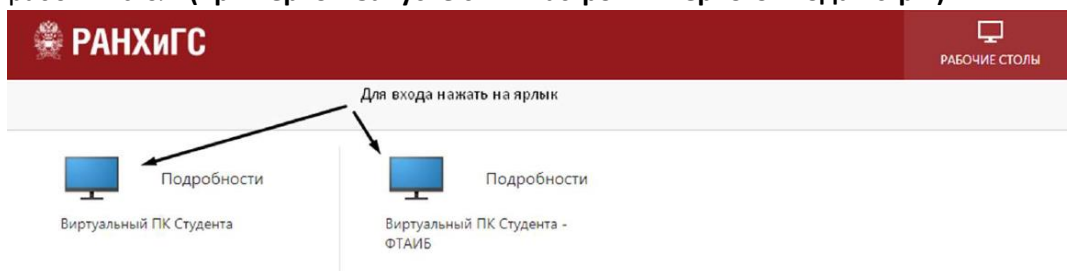 РАНХиГС
РАБОЧИЕ СТОЛЫ
Для входа нажать на ярлык
Подробности
Подробности
Виртуальный ПК Студента
Виртуальный ПК Студента -
ФТАИБ